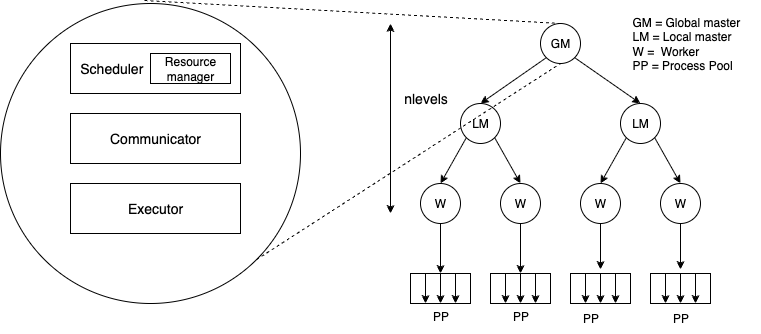 Scheduler
Resource
manager
Communicator
Executor
nlevels
GM
LM
LM
W
W
W
W
PP
PP
PP
PP
GM = Global master
LM = Local master
W = Worker
PP = Process Pool